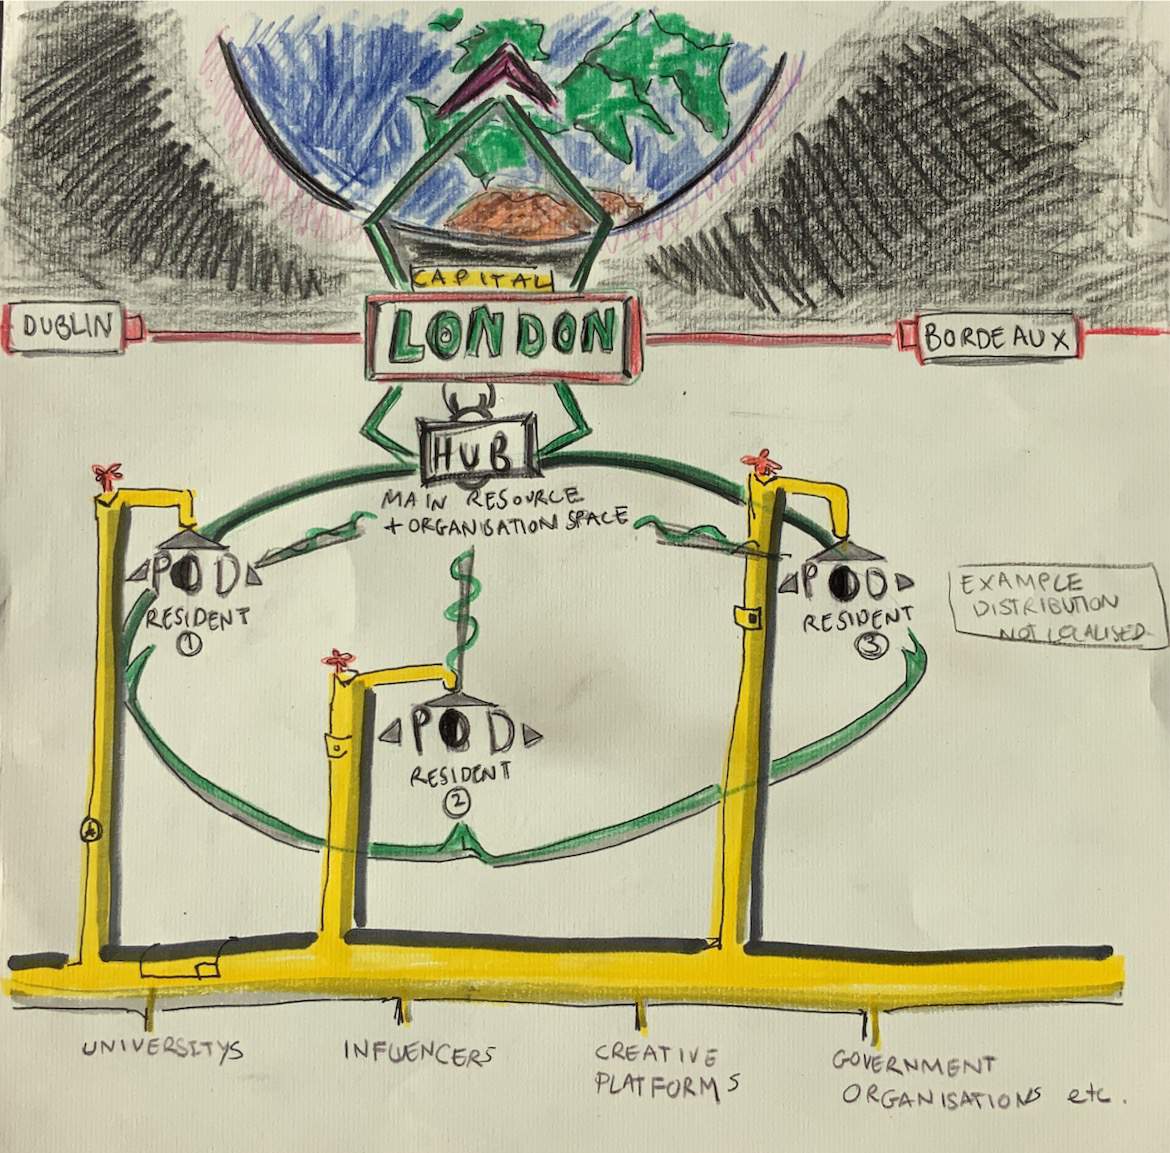 CAPITAL
DUBLIN
LONDON
BORDEAUX
HUB
MAIN RESOURCE
+ ORGANISATION SPACE
POD
RESIDENT
1
POD
RESIDENT
2
POD
RESIDENT
3
EXAMPLE
DISTRIBUTION
NOT LOCALISED
UNIVERSITYS
INFLUENCERS
CREATIVE
PLATFORMS
GOVERNMENT
ORGANISATIONS etc.